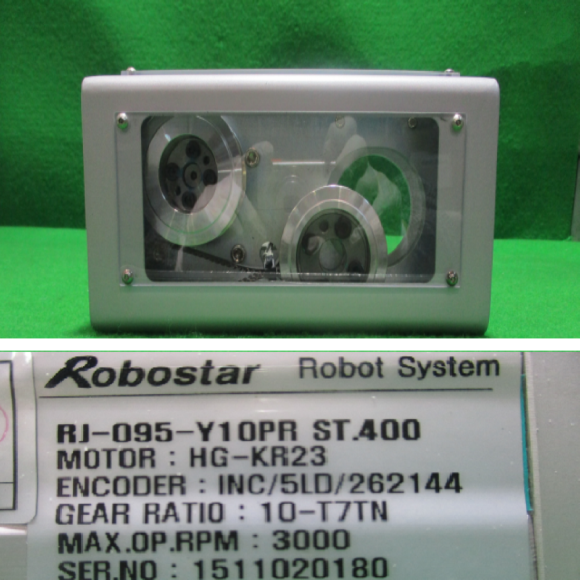 Robostar Robot System
RJ-095-Y10PR ST.400
MOTOR : HG-KR23
ENCODER : INC/5LD/262144
GEAR RATIO : 10-T7TN
MAX.OP.RPM : 3000
SER.NO : 1511020180